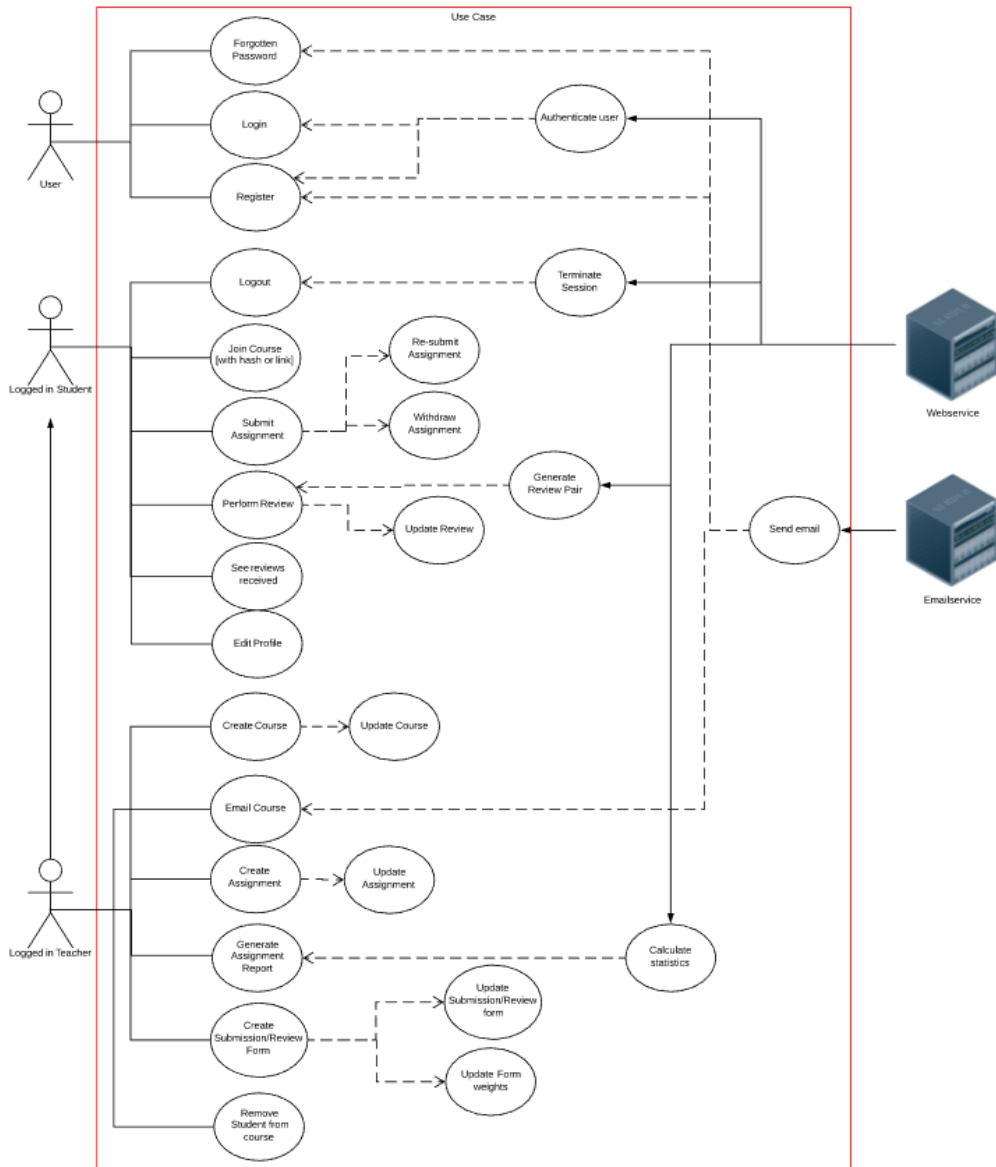 Use Case
Forgotten
Password
Login
Authenticate user
User
Register
Logout
Terminate
Session
Join Course
[with hash or link]
Re-submit
Assignment
Logged in Student
Webservice
Submit
Assignment
Withdraw
Assignment
Perform Review
Generate
Review Pair
Update Review
Send email
See reviews
received
Emailservice
Edit Profile
Create Course
Update Course
Email Course
Create
Assignment
Update
Assignment
Logged in Teacher
Generate
Assignment
Report
Calculate
statistics
Update
Submission/Review
form
Create
Submission/Review
Form
Update Form
weights
Remove
Student from
course